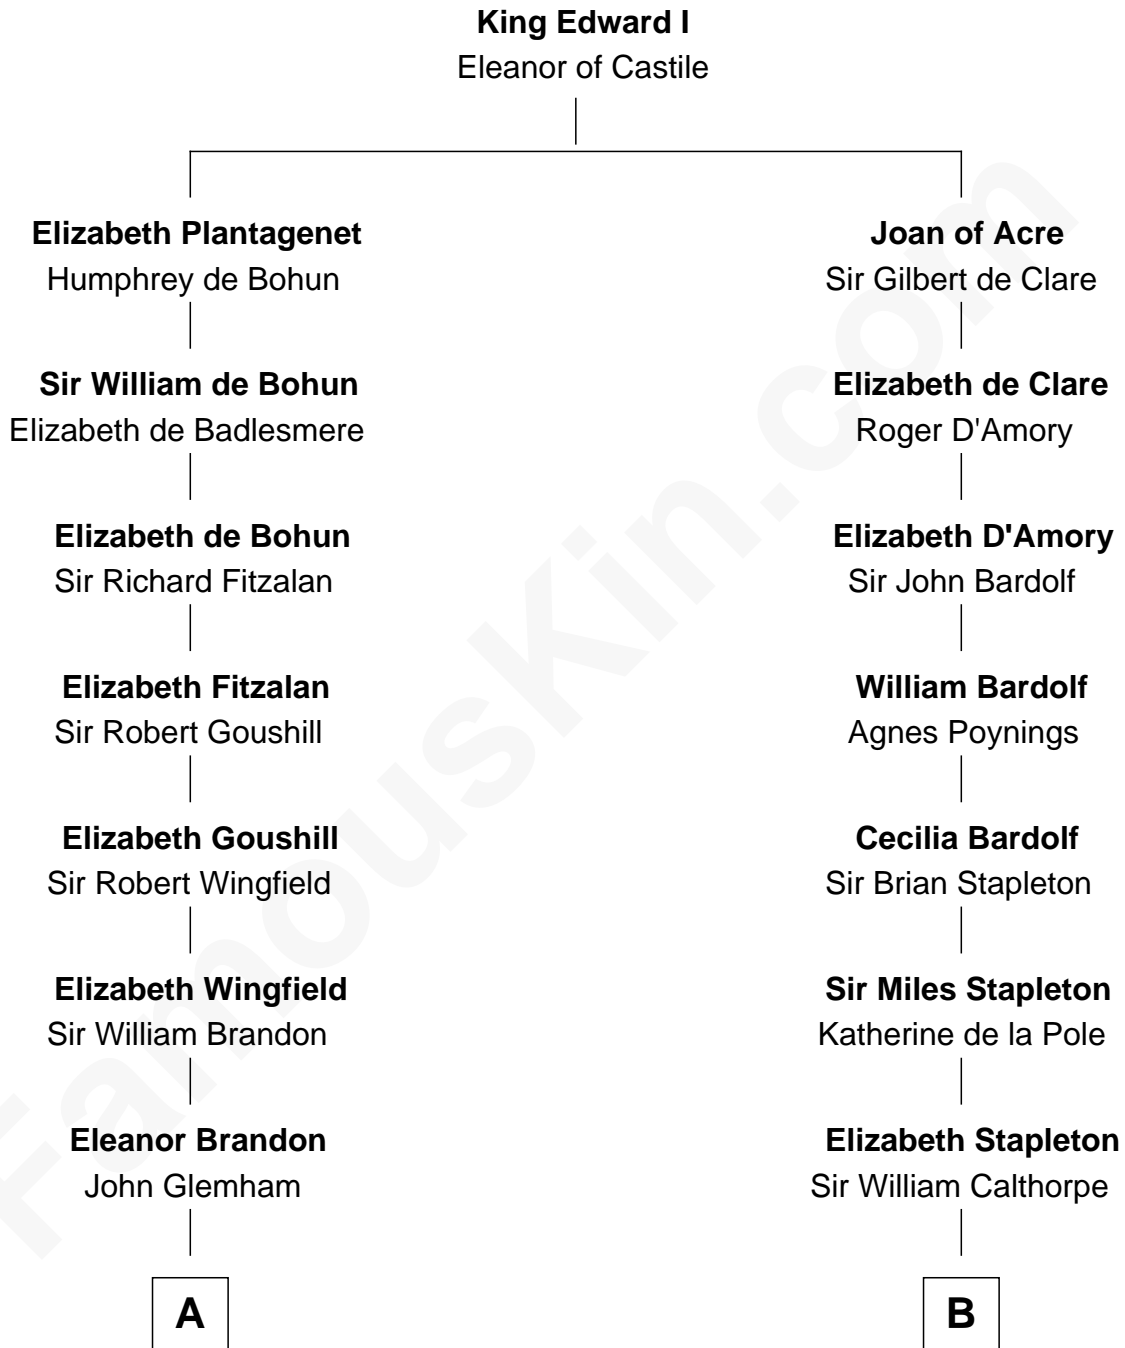 King Edward I
Eleanor of Castile
Elizabeth Plantagenet
Humphrey de Bohun
Joan of Acre
Sir Gilbert de Clare
Sir William de Bohun
Elizabeth de Badlesmere
Elizabeth de Clare
Roger D'Amory
Elizabeth de Bohun
Sir Richard Fitzalan
Elizabeth D'Amory
Sir John Bardolf
Elizabeth Fitzalan
Sir Robert Goushill
William Bardolf
Agnes Poynings
Elizabeth Goushill
Sir Robert Wingfield
Cecilia Bardolf
Sir Brian Stapleton
Elizabeth Wingfield
Sir William Brandon
Sir Miles Stapleton
Katherine de la Pole
Eleanor Brandon
John Glemham
Elizabeth Stapleton
Sir William Calthorpe
A
B
FamousKin.com